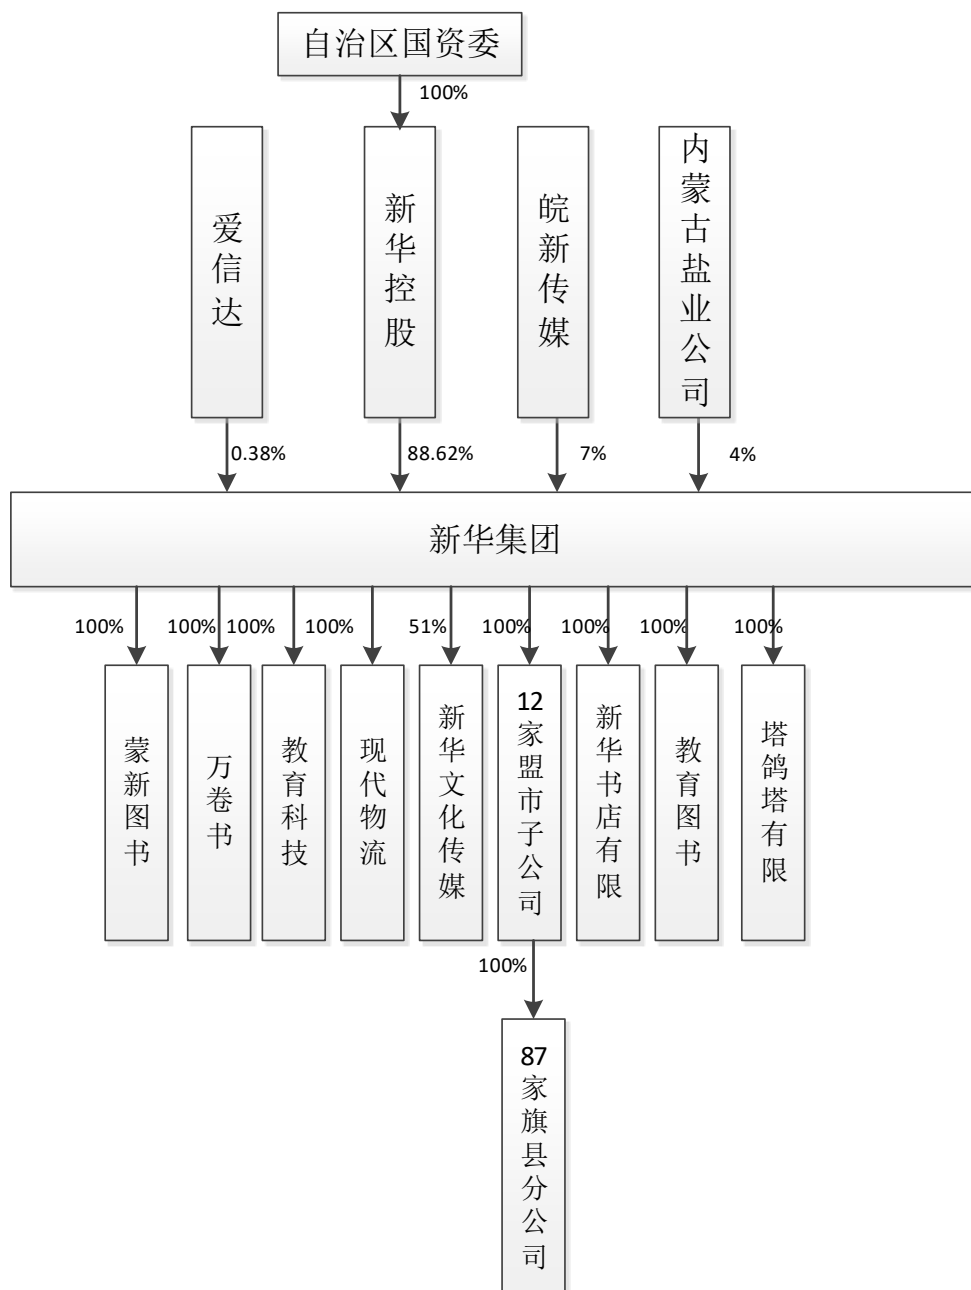 自治区国资委
100%
爱信达
新华控股
皖新传媒
内蒙古盐业公司
0.38%
88.62%
7%
4%
新华集团
100%
100%
100%
100%
51%
100%
100%
100%
100%
蒙新图书
万卷书
教育科技
现代物流
新华文化传媒
12家盟市子公司
新华书店有限
教育图书
塔鸽塔有限
100%
87家旗县分公司